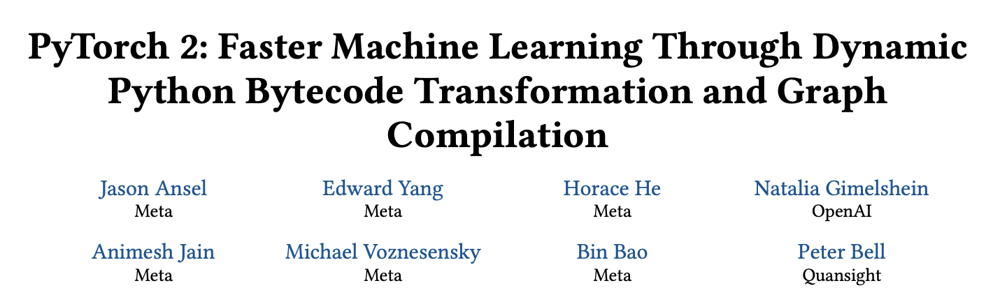 PyTorch 2: Faster Machine Learning Through Dynamic
Python Bytecode Transformation and Graph
Compilation
Jason Ansel Edward Yang Horace He Natalia Gimelshein
Meta Meta Meta OpenAI
Animesh Jain Michael Voznesensky Bin Bao Peter Bell
Meta Meta Meta Quansight